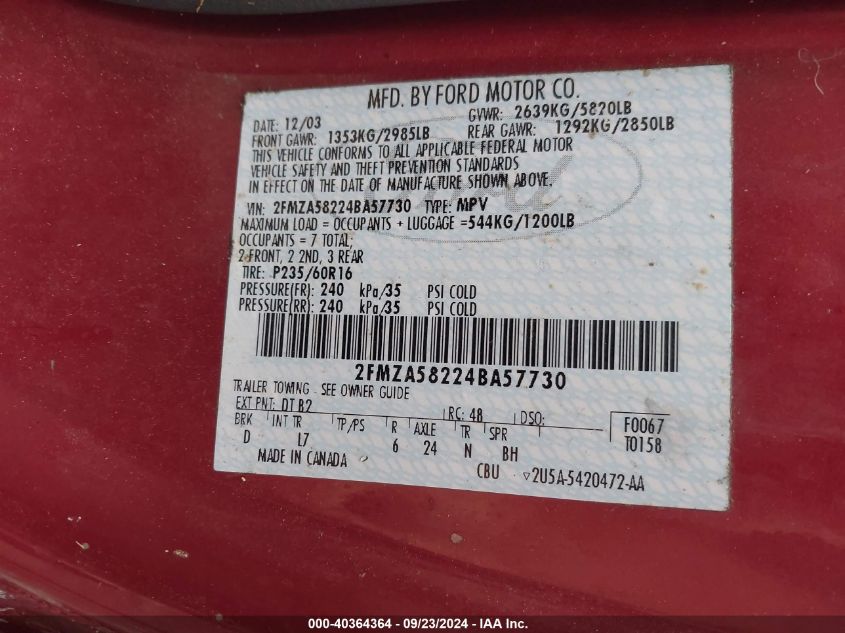 MFD. BY FORD MOTOR CO.
DATE: 12/03 GVWR: 2639KG/5820LB
FRONT GAWR: 1353KG/2985LB REAR GAWR: 1292KG/2850LB
THIS VEHICLE CONFORMS TO ALL APPLICABLE FEDERAL MOTOR
VEHICLE SAFETY AND THEFT PREVENTION STANDARDS
IN EFFECT ON THE DATE OF MANUFACTURE SHOWN ABOVE.
VIN: 2FMZA58224BA57730 TYPE: MPV
MAXIMUM LOAD = OCCUPANTS + LUGGAGE =544KG/1200LB
OCCUPANTS = 7 TOTAL;
2 FRONT, 2 2ND, 3 REAR
TIRE: P235/60R16
PRESSURE(FR): 240 kPa/35 PSI COLD
PRESSURE(RR): 240 kPa/35 PSI COLD
2FMZA58224BA57730
TRAILER TOWING - SEE OWNER GUIDE
EXT PNT: DT B2 RC: 48 DSO:
BRK INT TR TP/PS R AXLE TR SPR F0067
D L7 6 24 N BH T0158
MADE IN CANADA CBU ▽2U5A-5420472-AA
Ford
000-40364364 - 09/23/2024 - IAA Inc.